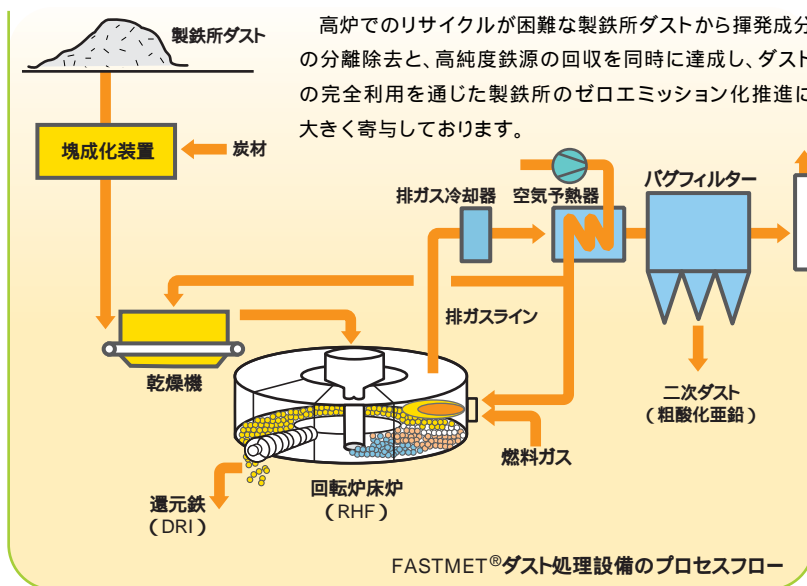 製鉄所ダスト
高炉でのリサイクルが困難な製鉄所ダストから揮発成分
の分離除去と、高純度鉄源の回収を同時に達成し、ダスト
の完全利用を通じた製鉄所のゼロエミッション化推進に
大きく寄与しております。
塊成化装置
炭材
排ガス冷却器
空気予熱器
バグフィルター
排ガスライン
乾燥機
二次ダスト
(粗酸化亜鉛)
燃料ガス
回転炉床炉
(RHF)
還元鉄
(DRI)
FASTMET®ダスト処理設備のプロセスフロー